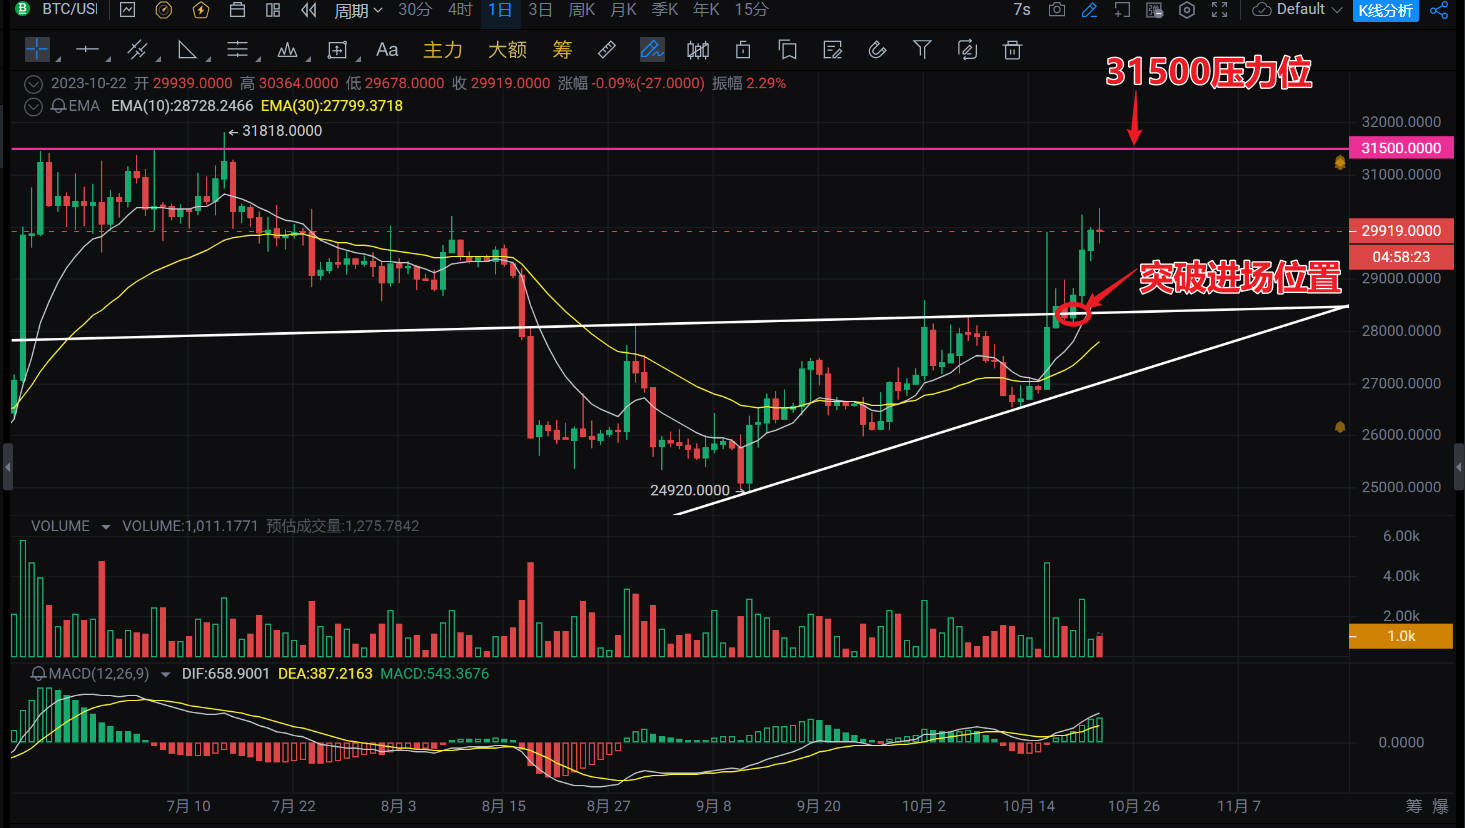 BTC/USI 周期 30分 4时 1日 3日 周K 月K 季K 年K 15分 7s Default K线分析
Aa 主力 大额 筹
2023-10-22 开 29939.0000 高 30364.0000 低 29678.0000 收 29919.0000 涨幅 -0.09%(-27.0000) 振幅 2.29%
EMA EMA(10):28728.2466 EMA(30):27799.3718
31500压力位
←31818.0000
32000.0000
31500.0000
31000.0000
29919.0000
04:58:23
29000.0000
突破进场位置
28000.0000
27000.0000
26000.0000
25000.0000
24920.0000→
VOLUME VOLUME:1,011.1771 预估成交量:1,275.7842
6.00k
4.00k
2.00k
1.0k
MACD(12,26,9) DIF:658.9001 DEA:387.2163 MACD:543.3676
0.0000
7月 10 7月 22 8月 3 8月 15 8月 27 9月 8 9月 20 10月 2 10月 14 10月 26 11月 7 筹 爆